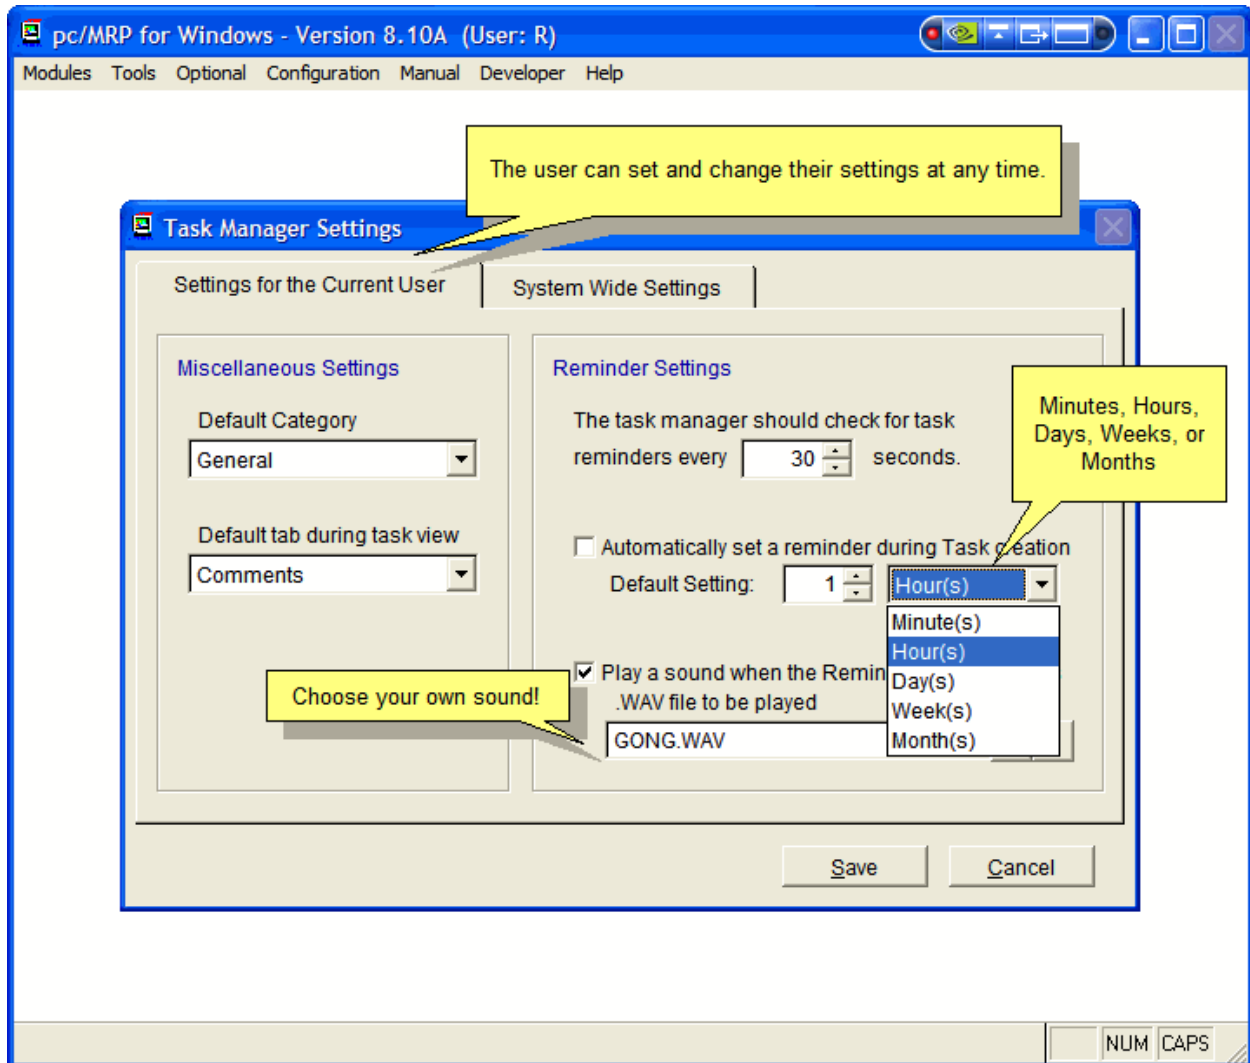 pc/MRP for Windows - Version 8.10A (User: R)
Modules Tools Optional Configuration Manual Developer Help
The user can set and change their settings at any time.
Task Manager Settings
Settings for the Current User
System Wide Settings
Miscellaneous Settings
Default Category
General
Default tab during task view
Comments
Reminder Settings
The task manager should check for task
reminders every 30 seconds.
Minutes, Hours,
Days, Weeks, or
Months
Automatically set a reminder during Task creation
Default Setting: 1 Hour(s)
Minute(s)
Hour(s)
Day(s)
Week(s)
Month(s)
Play a sound when the
.WAV file to be played
GONG.WAV
Choose your own sound!
Save Cancel
NUM CAPS